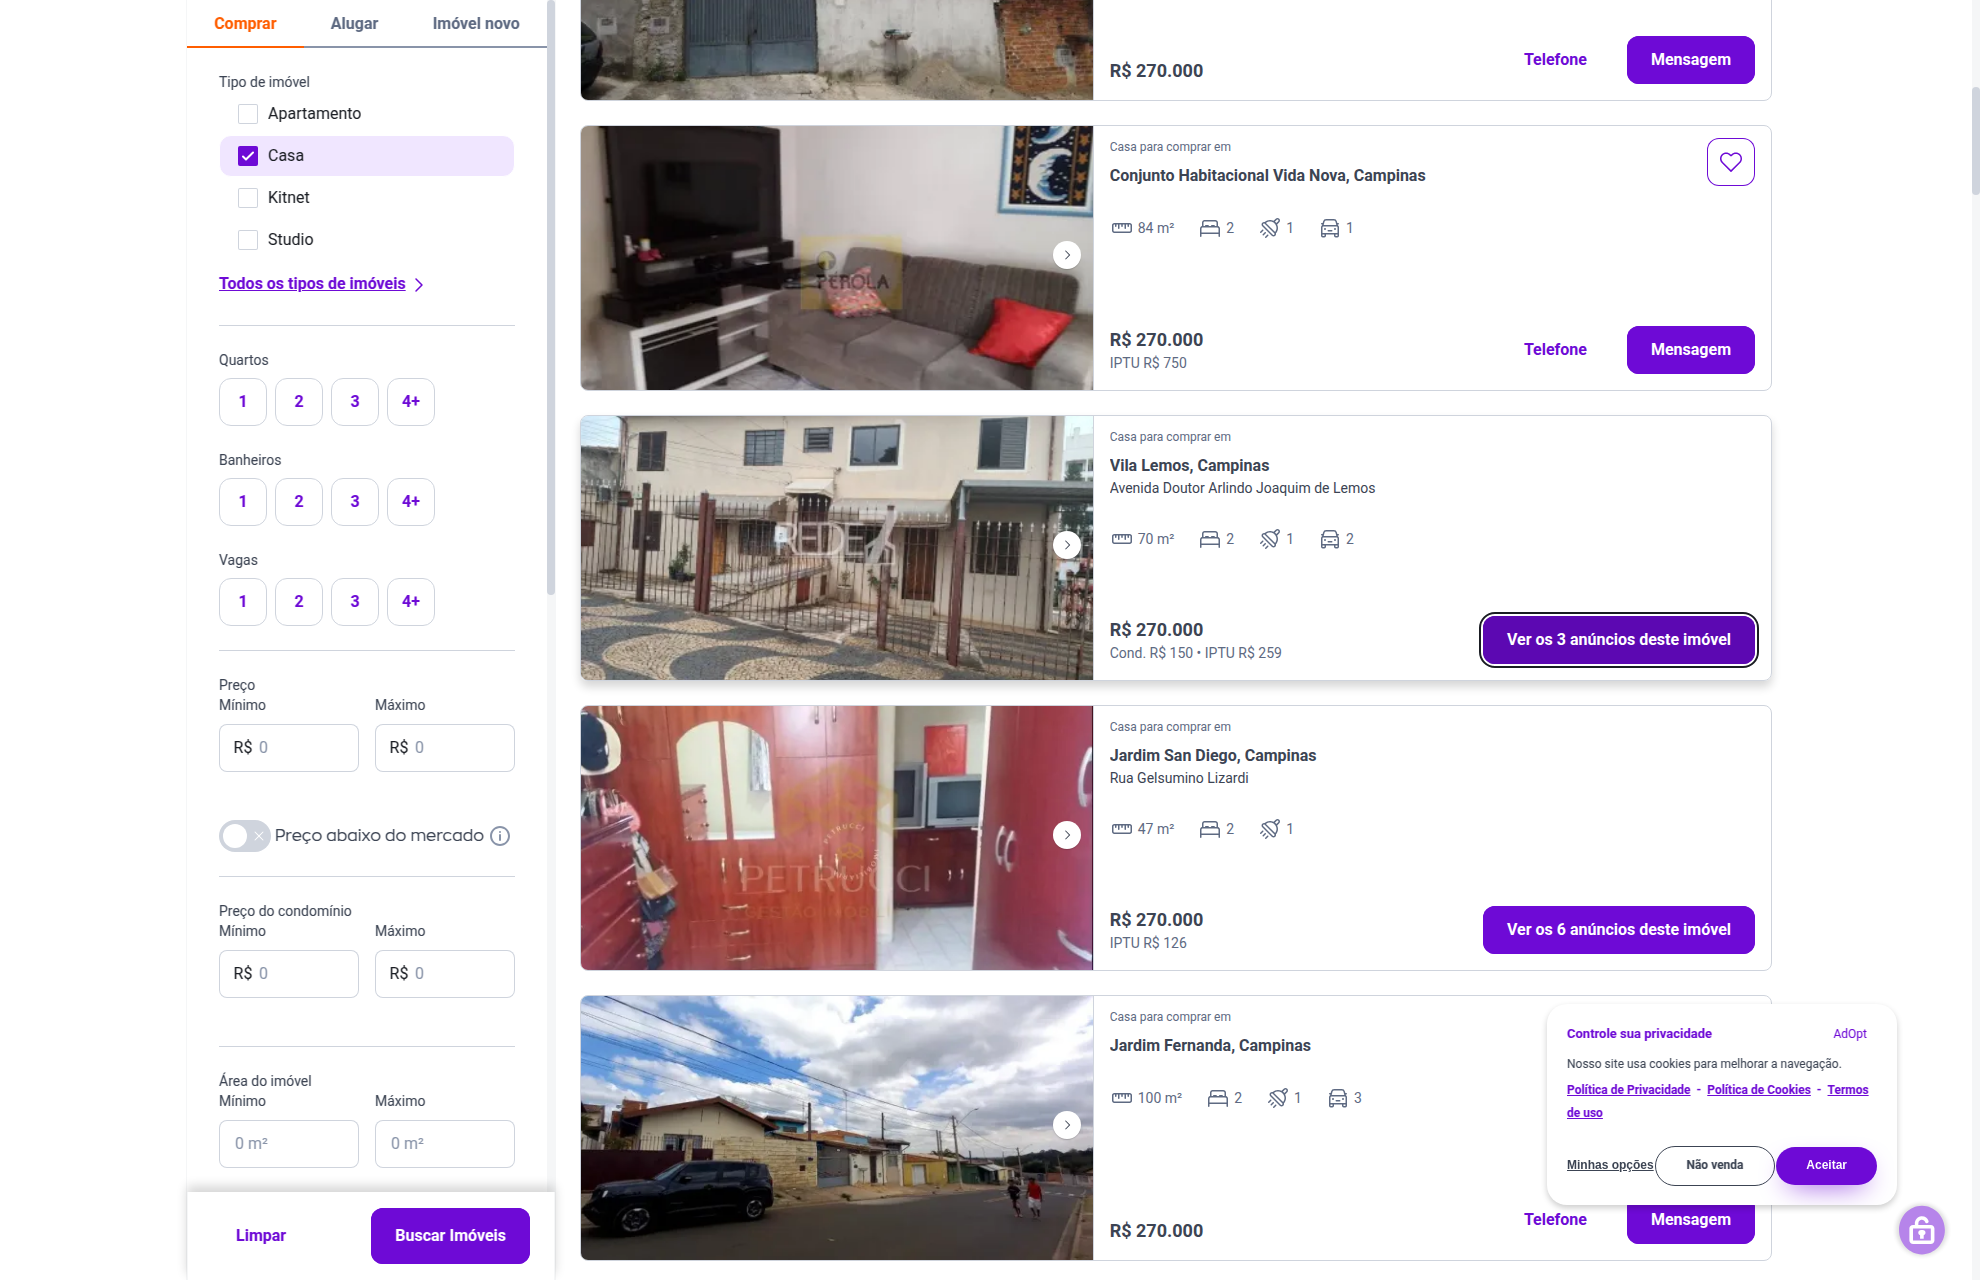 Comprar
Alugar
Imóvel novo
Tipo de imóvel
Apartamento
Casa
Kitnet
Studio
Todos os tipos de imóveis
Quartos
1 2 3 4+
Banheiros
1 2 3 4+
Vagas
1 2 3 4+
Preço
Mínimo Máximo
R$ 0 R$ 0
Preço abaixo do mercado
Preço do condomínio
Mínimo Máximo
R$ 0 R$ 0
Área do imóvel
Mínimo Máximo
0 m² 0 m²
Limpar
Buscar Imóveis
R$ 270.000
Telefone
Mensagem
PEROLA
Casa para comprar em
Conjunto Habitacional Vida Nova, Campinas
84 m² 2 1 1
R$ 270.000
IPTU R$ 750
Telefone
Mensagem
REDE
Casa para comprar em
Vila Lemos, Campinas
Avenida Doutor Arlindo Joaquim de Lemos
70 m² 2 1 2
R$ 270.000
Cond. R$ 150 • IPTU R$ 259
Ver os 3 anúncios deste imóvel
PETRUCCI
Casa para comprar em
Jardim San Diego, Campinas
Rua Gelsumino Lizardi
47 m² 2 1
R$ 270.000
IPTU R$ 126
Ver os 6 anúncios deste imóvel
Casa para comprar em
Jardim Fernanda, Campinas
100 m² 2 1 3
R$ 270.000
Telefone
Mensagem
Controle sua privacidade
AdOpt
Nosso site usa cookies para melhorar a navegação.
Política de Privacidade - Política de Cookies - Termos
de uso
Minhas opções
Não venda
Aceitar